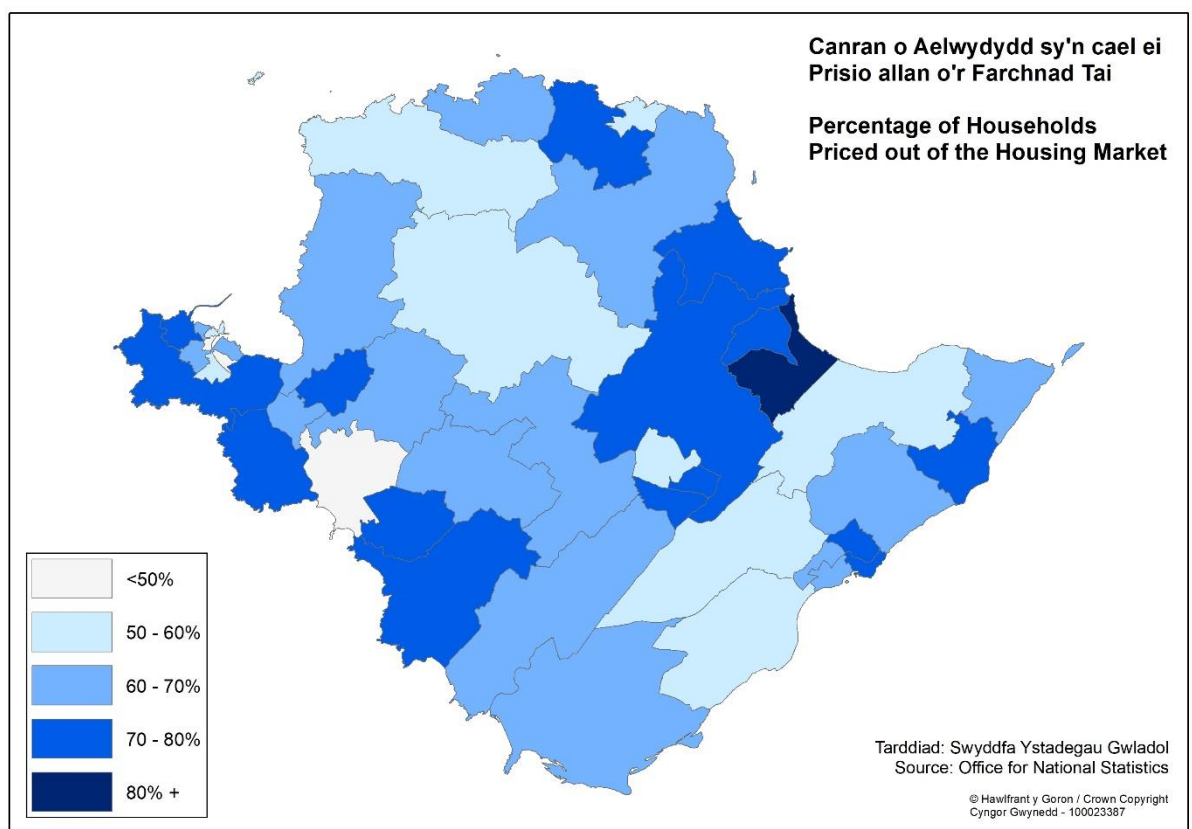 Canran o Aelwydydd sy'n cael ei
Prisio allan o'r Farchnad Tai
Percentage of Households
Priced out of the Housing Market
<50%
50 - 60%
60 - 70%
70 - 80%
80% +
Tarddiad: Swyddfa Ystadegau Gwladol
Source: Office for National Statistics
© Hawlfraint y Goron / Crown Copyright
Cyngor Gwynedd - 100023387